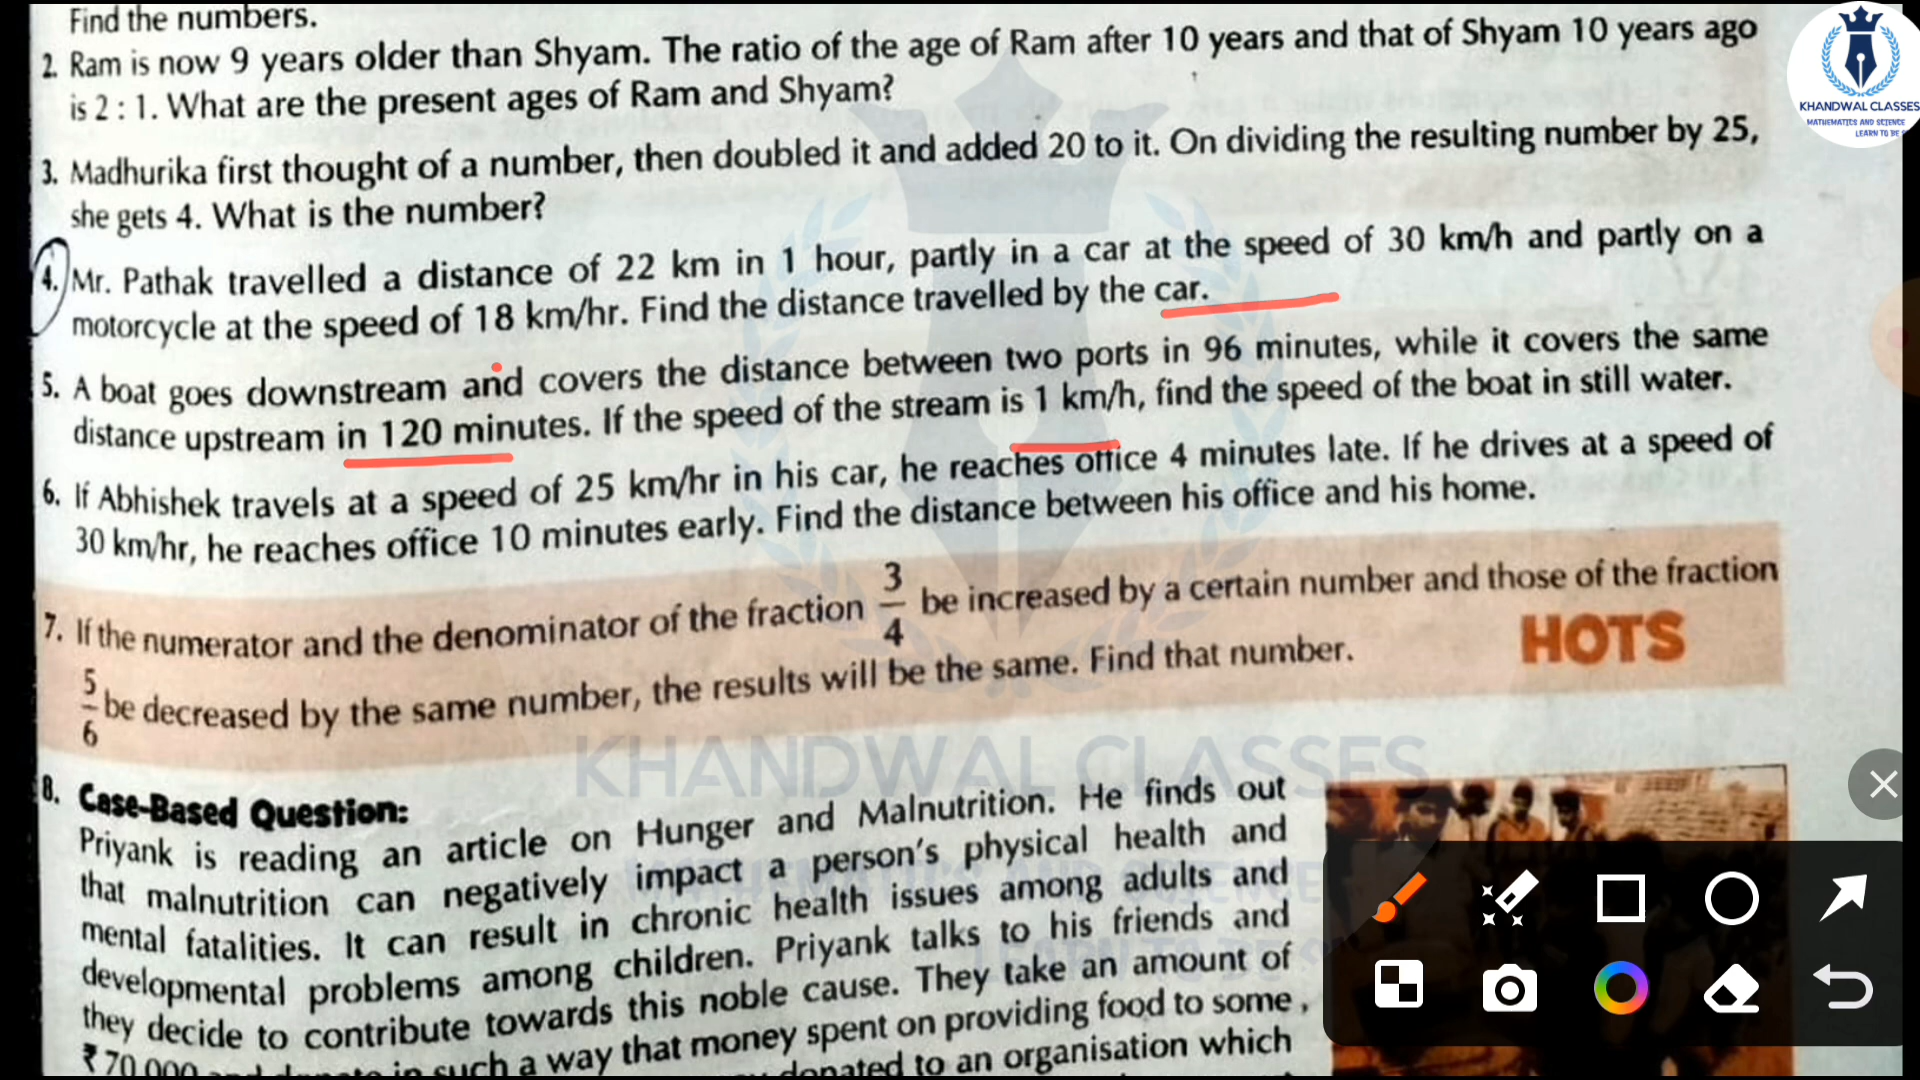 Find the numbers.
2. Ram is now 9 years older than Shyam. The ratio of the age of Ram after 10 years and that of Shyam 10 years ago
is 2 : 1. What are the present ages of Ram and Shyam?
3. Madhurika first thought of a number, then doubled it and added 20 to it. On dividing the resulting number by 25,
she gets 4. What is the number?
4. Mr. Pathak travelled a distance of 22 km in 1 hour, partly in a car at the speed of 30 km/h and partly on a
motorcycle at the speed of 18 km/hr. Find the distance travelled by the car.
5. A boat goes downstream and covers the distance between two ports in 96 minutes, while it covers the same
distance upstream in 120 minutes. If the speed of the stream is 1 km/h, find the speed of the boat in still water.
6. If Abhishek travels at a speed of 25 km/hr in his car, he reaches office 4 minutes late. If he drives at a speed of
30 km/hr, he reaches office 10 minutes early. Find the distance between his office and his home.
7. If the numerator and the denominator of the fraction 3/4 be increased by a certain number and those of the fraction
5/6 be decreased by the same number, the results will be the same. Find that number.
HOTS
8. Case-Based Question:
Priyank is reading an article on Hunger and Malnutrition. He finds out
that malnutrition can negatively impact a person's physical health and
mental fatalities. It can result in chronic health issues among adults and
developmental problems among children. Priyank talks to his friends and
they decide to contribute towards this noble cause. They take an amount of
₹70,000 in such a way that money spent on providing food to some
donated to an organisation which
KHANDWAL CLASSES
MATHEMATICS AND SCIENCE
LEARN TO BE
KHANDWAL CLASSES